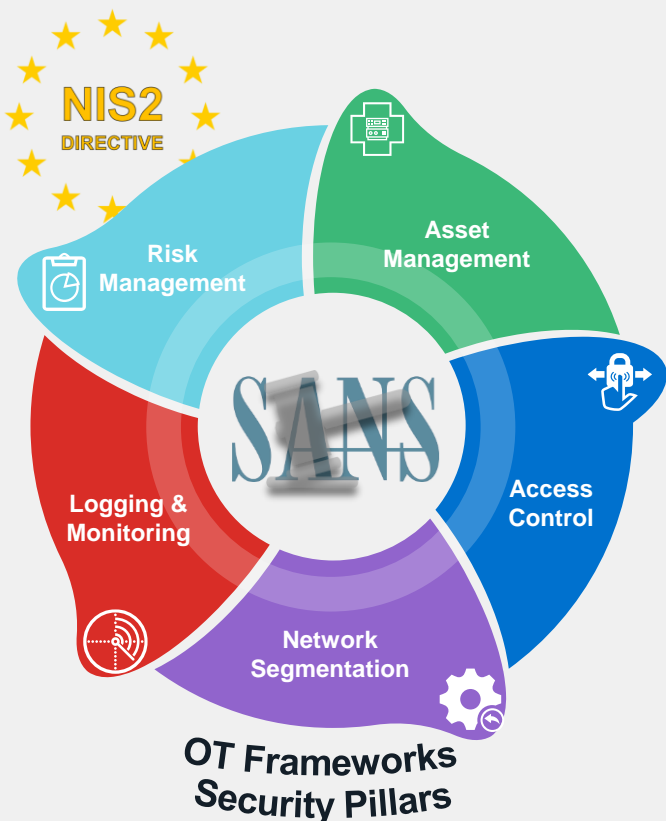 NIS2
DIRECTIVE
Asset
Management
Risk
Management
SANS
Access
Control
Logging &
Monitoring
Network
Segmentation
OT Frameworks
Security Pillars